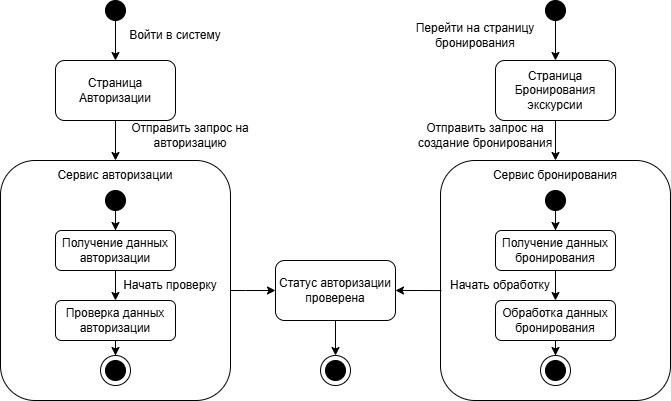 Войти в систему
Страница
Авторизации
Отправить запрос на
авторизацию
Сервис авторизации
Получение данных
авторизации
Начать проверку
Проверка данных
авторизации
Статус авторизации
проверена
Перейти на страницу
бронирования
Страница
Бронирования
экскурсии
Отправить запрос на
создание бронирования
Сервис бронирования
Получение данных
бронирования
Начать обработку
Обработка данных
бронирования